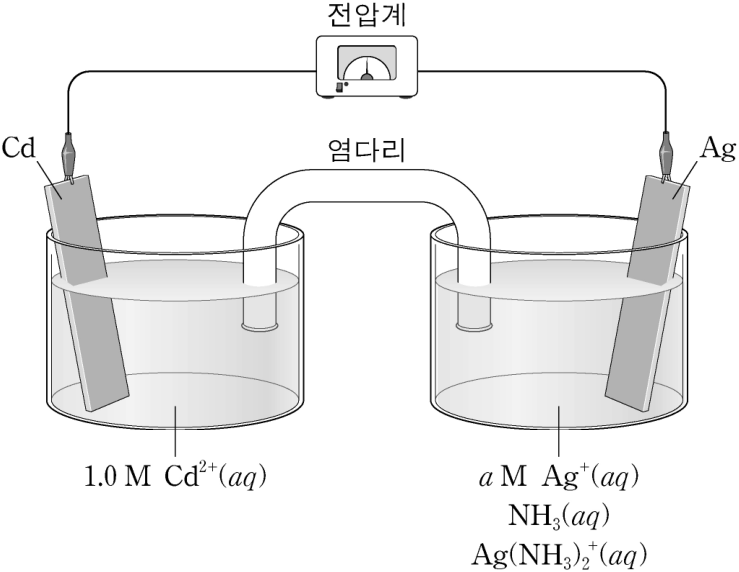 전압계
Cd
염다리
Ag
1.0 M Cd²⁺(aq)
a M Ag⁺(aq)
NH₃(aq)
Ag(NH₃)₂⁺(aq)